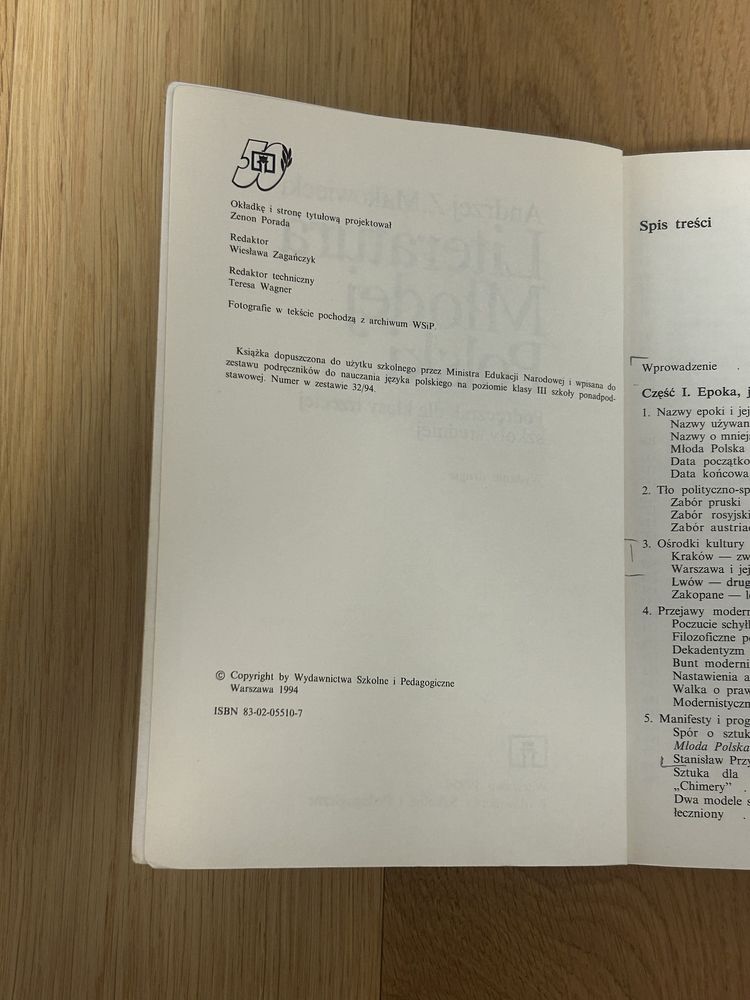 50
Okładkę i stronę tytułową projektował
Zenon Porada
Redaktor
Wiesława Zagańczyk
Redaktor techniczny
Teresa Wagner
Fotografie w tekście pochodzą z archiwum WSiP.
Książka dopuszczona do użytku szkolnego przez Ministra Edukacji Narodowej i wpisana do
zestawu podręczników do nauczania języka polskiego na poziomie klasy III szkoły ponadpod-
stawowej. Numer w zestawie 32/94.
© Copyright by Wydawnictwa Szkolne i Pedagogiczne
Warszawa 1994
ISBN 83-02-05510-7
Spis treści
Wprowadzenie .
Część I. Epoka, j
1. Nazwy epoki i jej
Nazwy używan
Nazwy o mniej
Młoda Polska
Data początko
Data końcowa
2. Tło polityczno-sp
Zabór pruski
Zabór rosyjski
Zabór austria
3. Ośrodki kultury
Kraków — zw
Warszawa i jej
Lwów — drug
Zakopane — l
4. Przejawy modern
Poczucie schył
Filozoficzne p
Dekadentyzm
Bunt moderni
Nastawienia a
Walka o praw
Modernistyczn
5. Manifesty i prog
Spór o sztuk
Młoda Polska
Stanisław Przy
Sztuka dla
„Chimery” .
Dwa modele s
łeczniony .